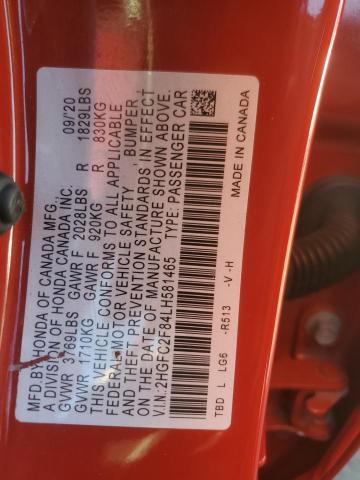 MFD. BY HONDA OF CANADA MFG. 09/20
A DIVISION OF HONDA CANADA INC.
GVWR 3769LBS GAWR F 2028LBS R 1829LBS
GVWR 1710KG GAWR F 920KG R 830KG
THIS VEHICLE CONFORMS TO ALL APPLICABLE
FEDERAL MOTOR VEHICLE SAFETY, BUMPER,
AND THEFT PREVENTION STANDARDS IN EFFECT
ON THE DATE OF MANUFACTURE SHOWN ABOVE.
V.I.N.:2HGFC2F84LH581465 TYPE: PASSENGER CAR
MADE IN CANADA
TBD L LG6 -R513 -V -H